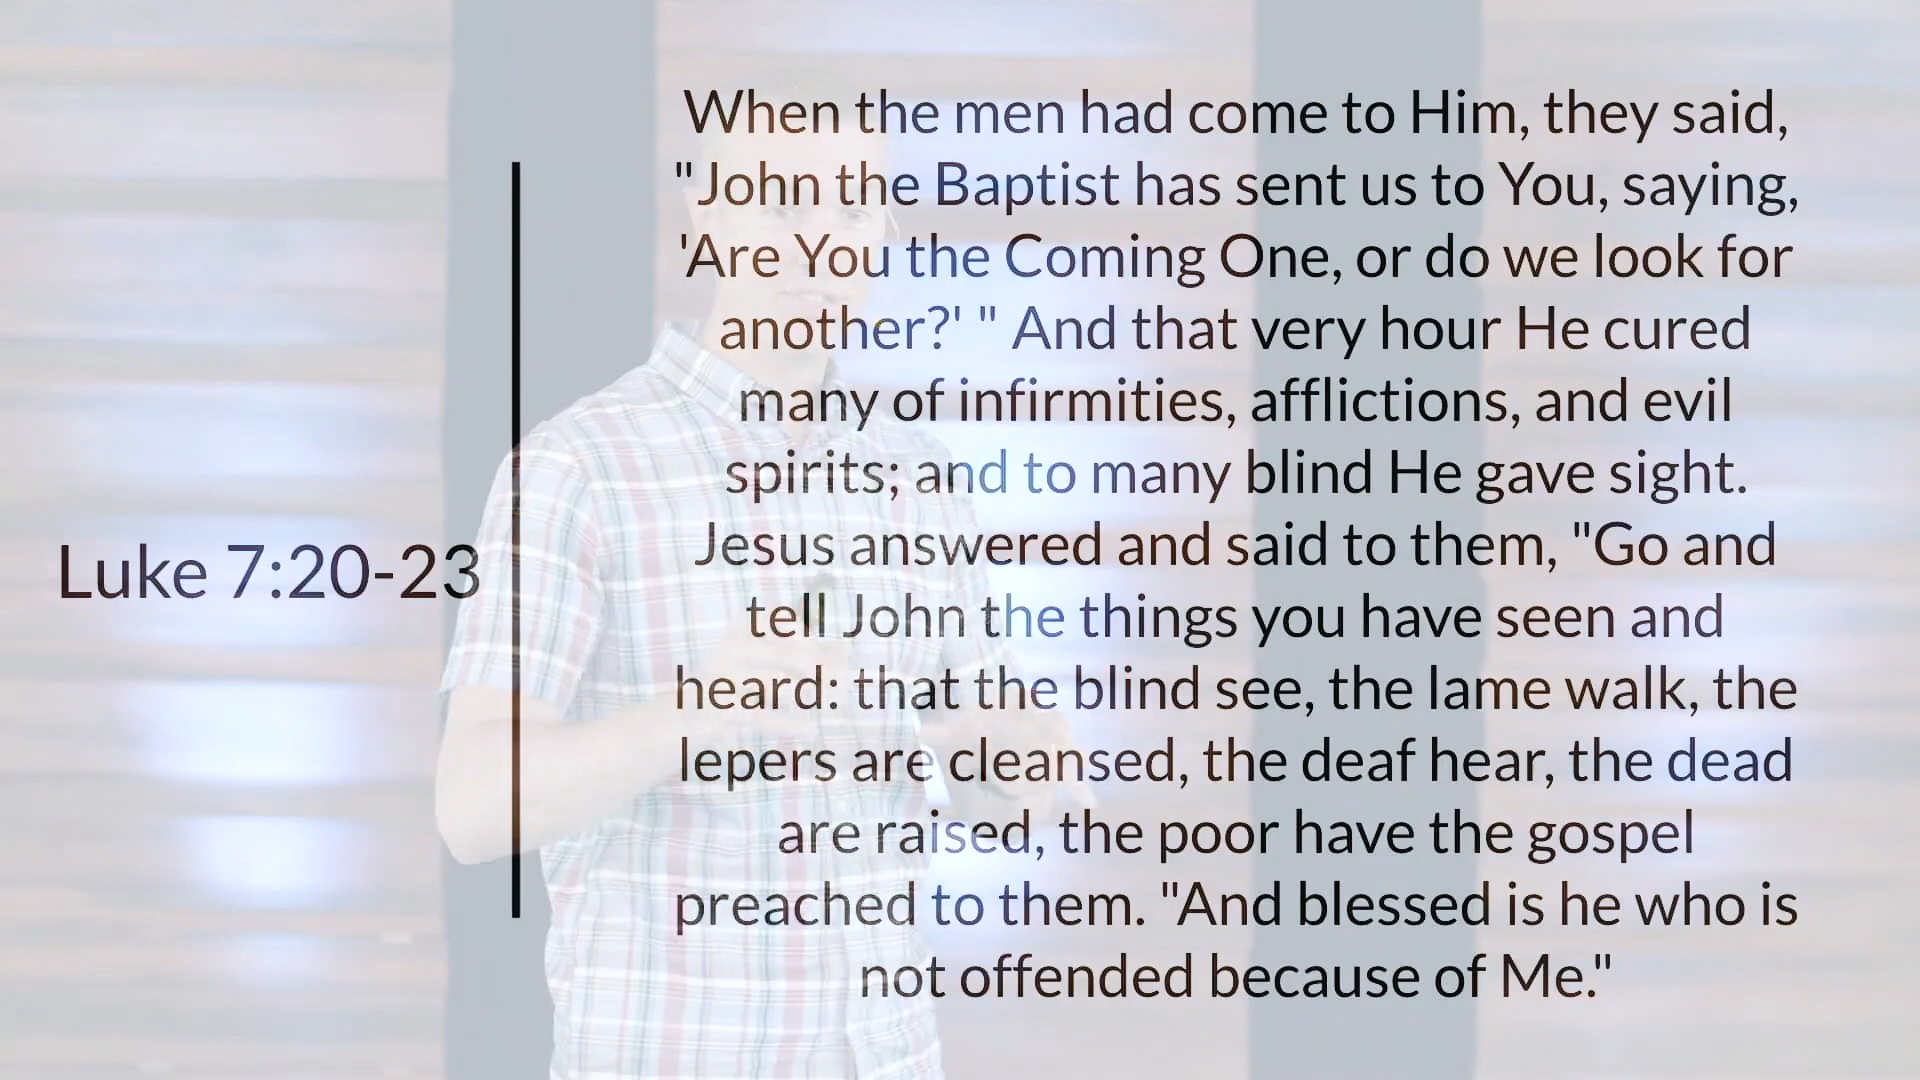 Luke 7:20-23
When the men had come to Him, they said,
"John the Baptist has sent us to You, saying,
'Are You the Coming One, or do we look for
another?' " And that very hour He cured
many of infirmities, afflictions, and evil
spirits; and to many blind He gave sight.
Jesus answered and said to them, "Go and
tell John the things you have seen and
heard: that the blind see, the lame walk, the
lepers are cleansed, the deaf hear, the dead
are raised, the poor have the gospel
preached to them. "And blessed is he who is
not offended because of Me."